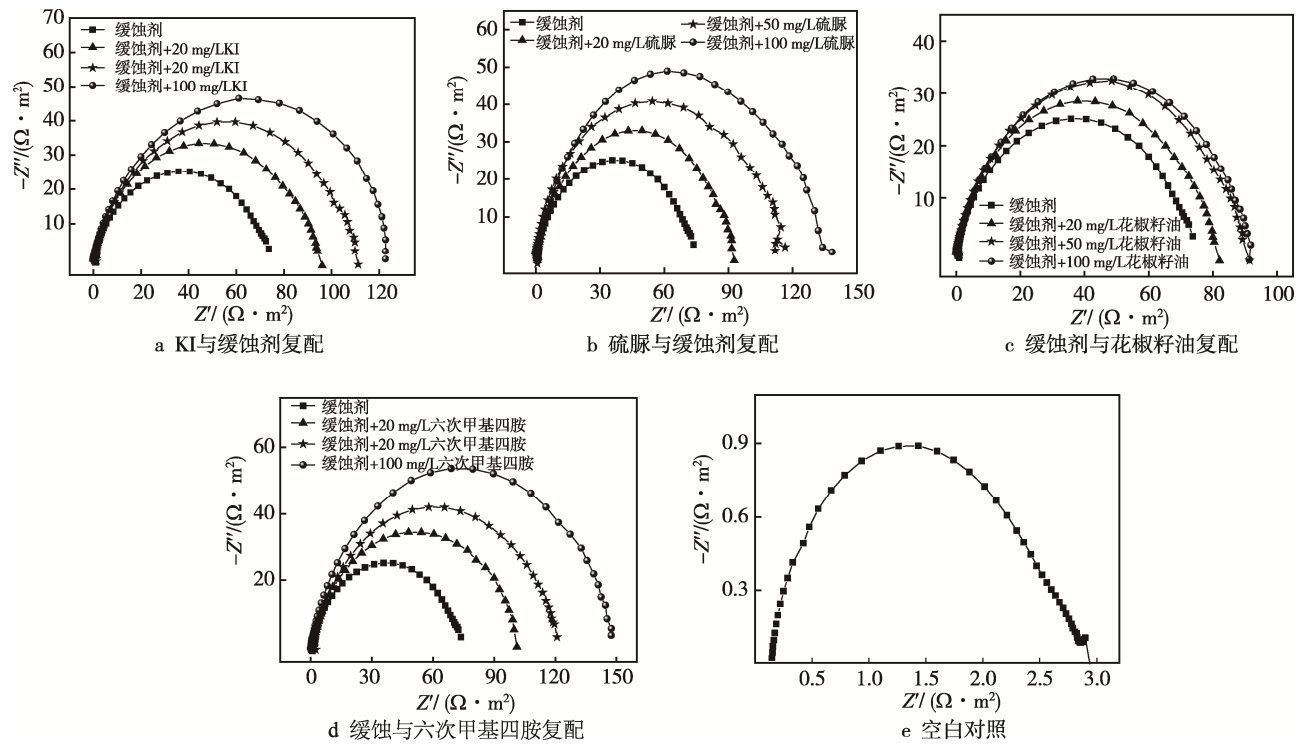 70
60
50
40
30
20
10
-Z″/(Ω·m²)
缓蚀剂
缓蚀剂+20 mg/LKI
缓蚀剂+20 mg/LKI
缓蚀剂+100 mg/LKI
0 20 40 60 80 100 120
Z′/ (Ω·m²)
a KI与缓蚀剂复配
60
50
40
30
20
10
-Z″/(Ω·m²)
缓蚀剂
缓蚀剂+20 mg/L硫脲
缓蚀剂+50 mg/L硫脲
缓蚀剂+100 mg/L硫脲
0 30 60 90 120 150
Z′/ (Ω·m²)
b 硫脲与缓蚀剂复配
40
30
20
10
-Z″/(Ω·m²)
缓蚀剂
缓蚀剂+20 mg/L花椒籽油
缓蚀剂+50 mg/L花椒籽油
缓蚀剂+100 mg/L花椒籽油
0 20 40 60 80 100
Z′/ (Ω·m²)
c 缓蚀剂与花椒籽油复配
60
40
20
-Z″/(Ω·m²)
缓蚀剂
缓蚀剂+20 mg/L六次甲基四胺
缓蚀剂+20 mg/L六次甲基四胺
缓蚀剂+100 mg/L六次甲基四胺
0 30 60 90 120 150
Z′/ (Ω·m²)
d 缓蚀与六次甲基四胺复配
0.9
0.6
0.3
-Z″/(Ω·m²)
0.5 1.0 1.5 2.0 2.5 3.0
Z′/ (Ω·m²)
e 空白对照